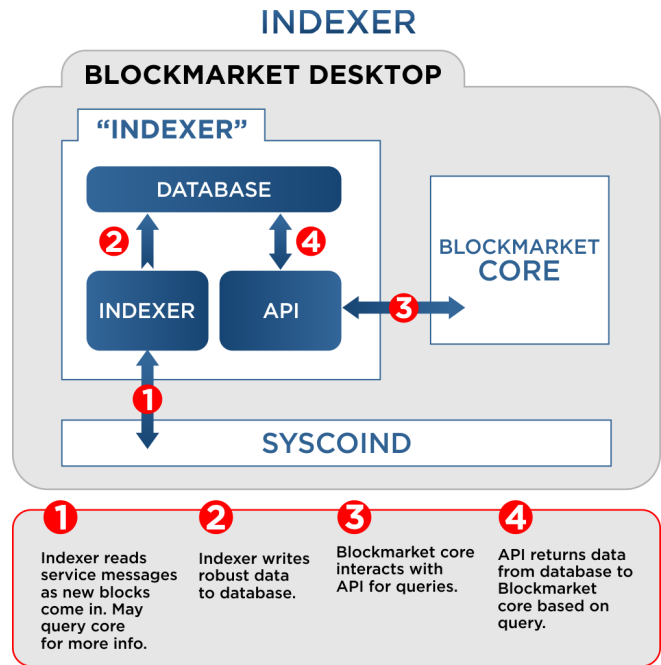 INDEXER
BLOCKMARKET DESKTOP
“INDEXER”
DATABASE
2
4
BLOCKMARKET
CORE
INDEXER
API
3
1
SYSCOIND
1
Indexer reads
service messages
as new blocks
come in. May
query core
for more info.
2
Indexer writes
robust data
to database.
3
Blockmarket core
interacts with
API for queries.
4
API returns data
from database to
Blockmarket
core based on
query.